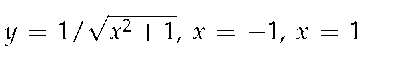 y = 1/√(x² + 1), x = −1, x = 1